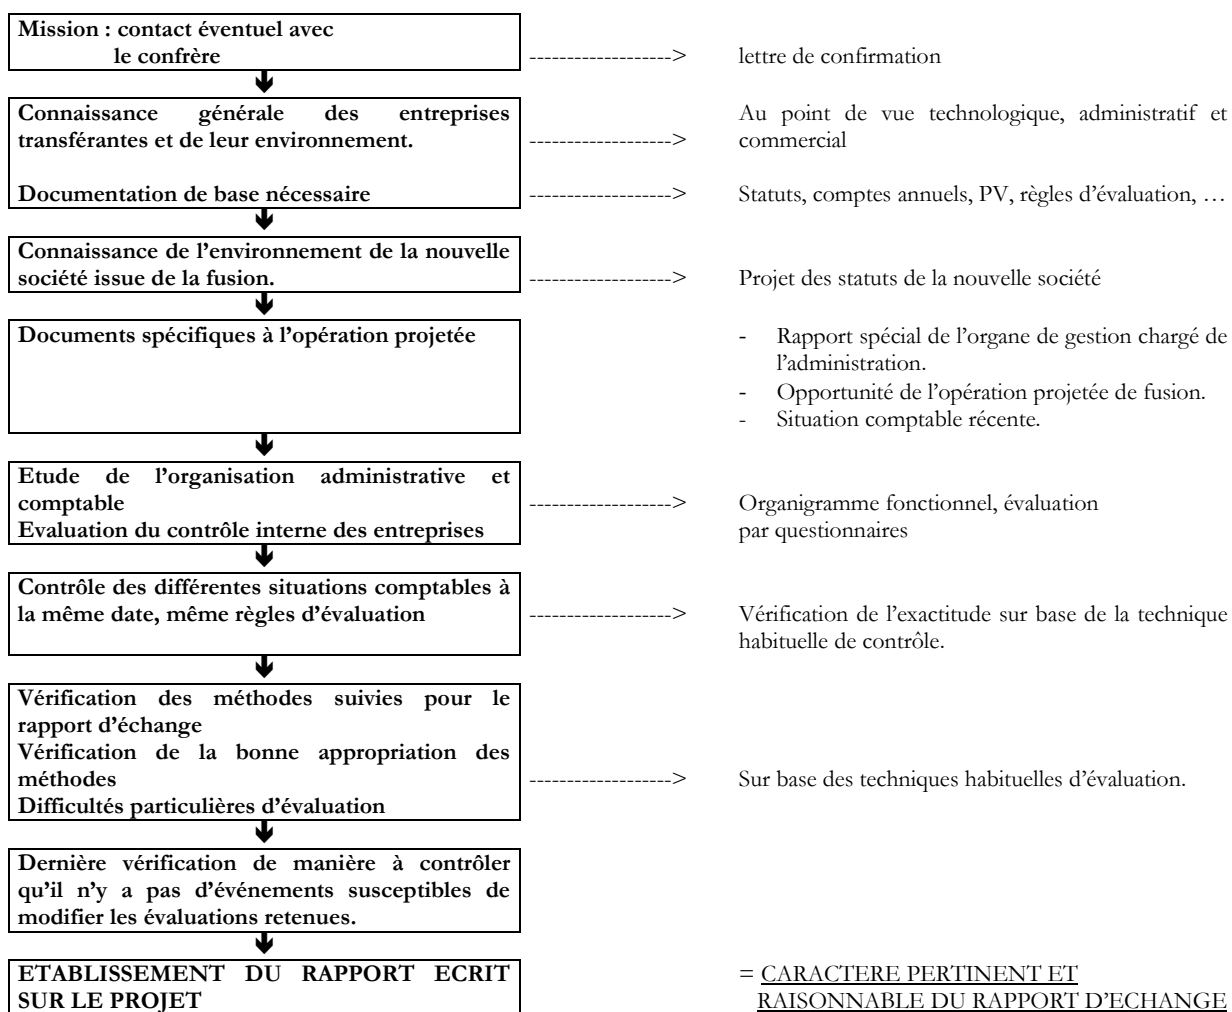 Mission : contact éventuel avec
le confrère
------------------->
lettre de confirmation
Connaissance générale des entreprises
transférantes et de leur environnement.
------------------->
Au point de vue technologique, administratif et
commercial
Documentation de base nécessaire
------------------->
Statuts, comptes annuels, PV, règles d'évaluation, …
Connaissance de l'environnement de la nouvelle
société issue de la fusion.
------------------->
Projet des statuts de la nouvelle société
Documents spécifiques à l'opération projetée
- Rapport spécial de l'organe de gestion chargé de
l'administration.
- Opportunité de l'opération projetée de fusion.
- Situation comptable récente.
Etude de l'organisation administrative et
comptable
Evaluation du contrôle interne des entreprises
------------------->
Organigramme fonctionnel, évaluation
par questionnaires
Contrôle des différentes situations comptables à
la même date, même règles d'évaluation
------------------->
Vérification de l'exactitude sur base de la technique
habituelle de contrôle.
Vérification des méthodes suivies pour le
rapport d'échange
Vérification de la bonne appropriation des
méthodes
Difficultés particulières d'évaluation
------------------->
Sur base des techniques habituelles d'évaluation.
Dernière vérification de manière à contrôler
qu'il n'y a pas d'événements susceptibles de
modifier les évaluations retenues.
ETABLISSEMENT DU RAPPORT ECRIT
SUR LE PROJET
= CARACTERE PERTINENT ET
RAISONNABLE DU RAPPORT D'ECHANGE